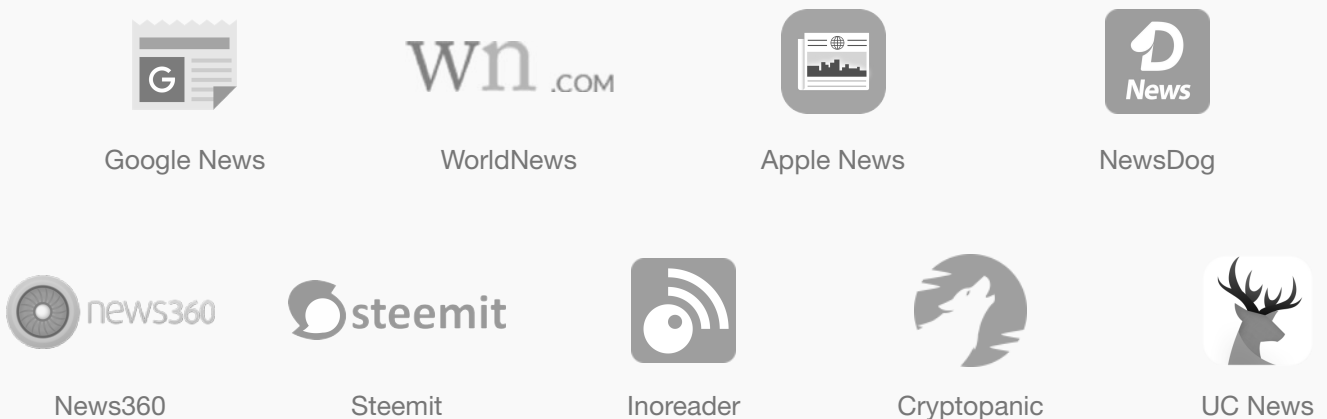 G
wn.COM
News
Google News
WorldNews
Apple News
NewsDog
news360
steemit
News360
Steemit
Inoreader
Cryptopanic
UC News